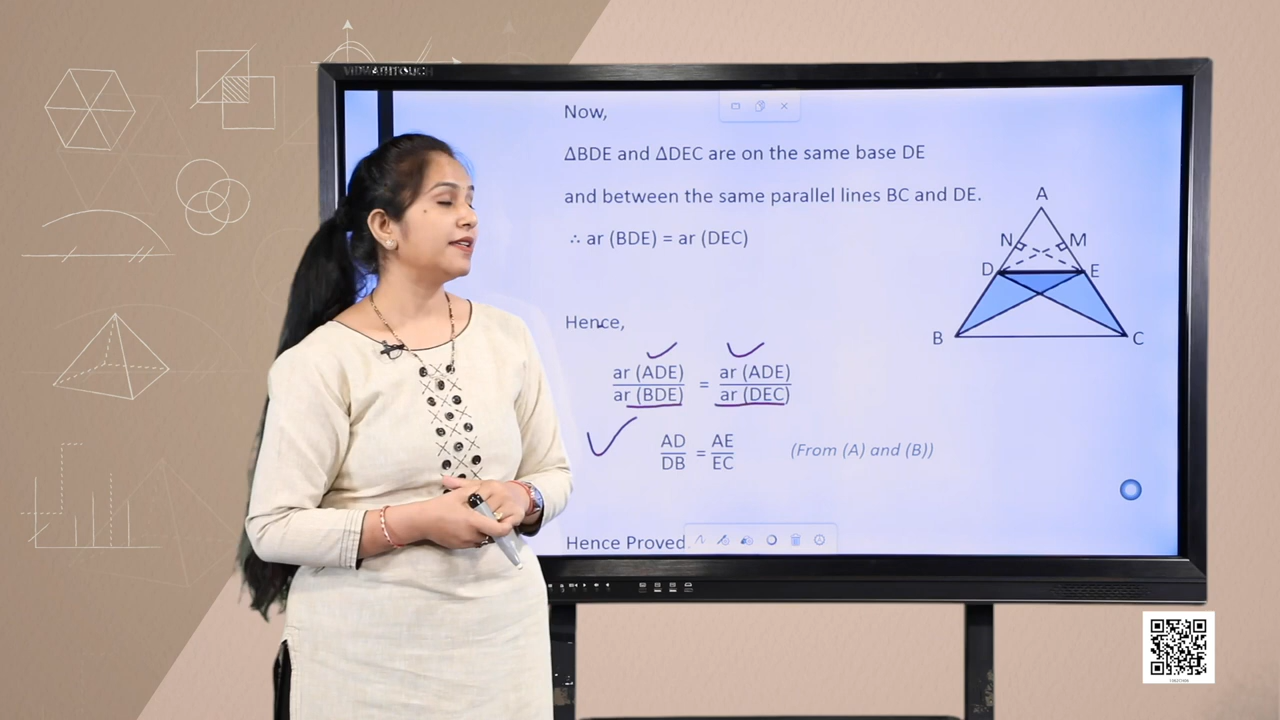 VIDWAITOUCH
Now,
ΔBDE and ΔDEC are on the same base DE
and between the same parallel lines BC and DE.
∴ ar (BDE) = ar (DEC)
A
N M
D E
B C
Hence,
ar (ADE) = ar (ADE)
ar (BDE) ar (DEC)
AD = AE (From (A) and (B))
DB EC
Hence Proved.